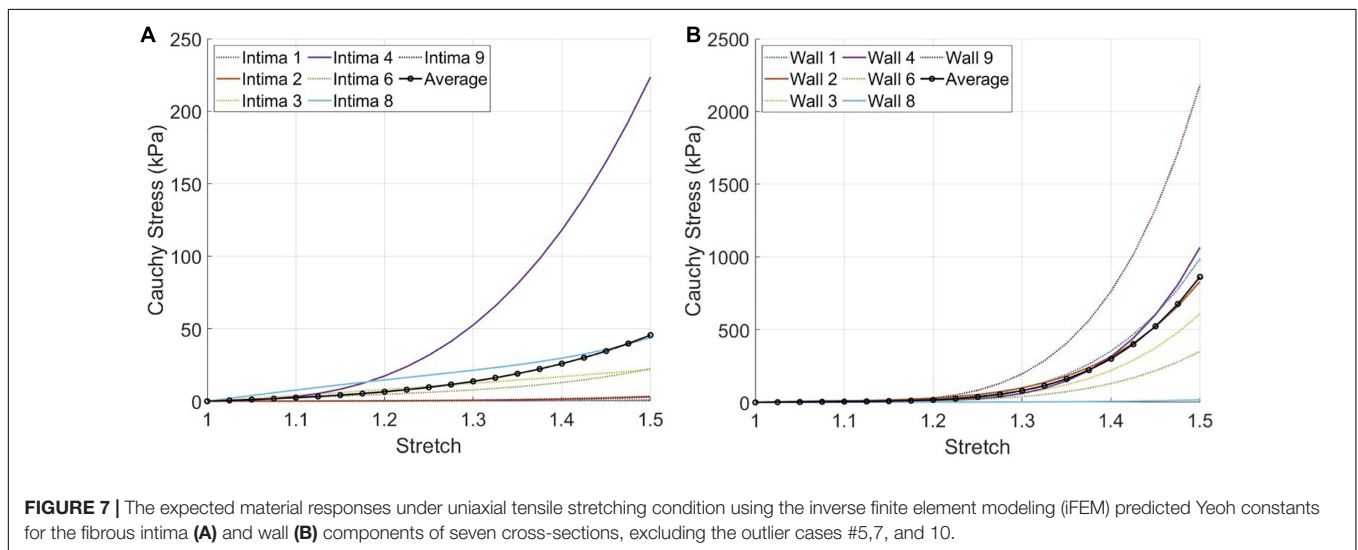 A
250
200
150
100
50
0
Cauchy Stress (kPa)
Intima 1 Intima 4 Intima 9
Intima 2 Intima 6 Average
Intima 3 Intima 8
1 1.1 1.2 1.3 1.4 1.5
Stretch
B
2500
2000
1500
1000
500
0
Cauchy Stress (kPa)
Wall 1 Wall 4 Wall 9
Wall 2 Wall 6 Average
Wall 3 Wall 8
1 1.1 1.2 1.3 1.4 1.5
Stretch
FIGURE 7 | The expected material responses under uniaxial tensile stretching condition using the inverse finite element modeling (iFEM) predicted Yeoh constants
for the fibrous intima (A) and wall (B) components of seven cross-sections, excluding the outlier cases #5,7, and 10.